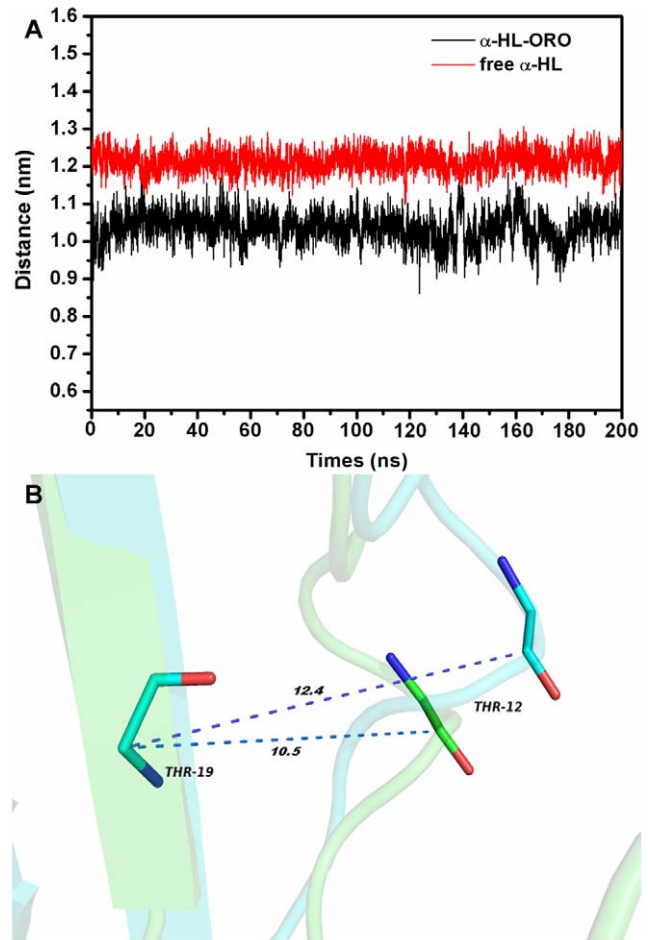 A
1.6
1.5
1.4
1.3
1.2
1.1
1.0
0.9
0.8
0.7
0.6
Distance (nm)
α-HL-ORO
free α-HL
0 20 40 60 80 100 120 140 160 180 200
Times (ns)
B
12.4
THR-12
10.5
THR-19